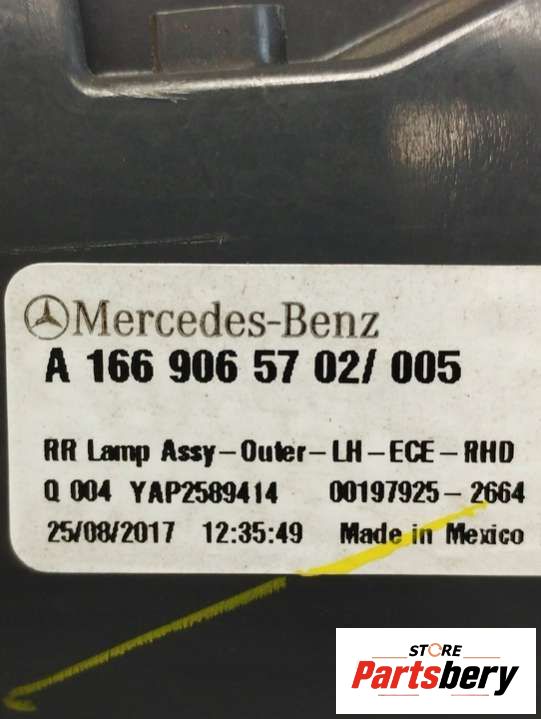 Mercedes-Benz
A 166 906 57 02/ 005
RR Lamp Assy-Outer-LH-ECE-RHD
Q 004 YAP2589414 00197925-2664
25/08/2017 12:35:49 Made in Mexico
STORE
Partsbery